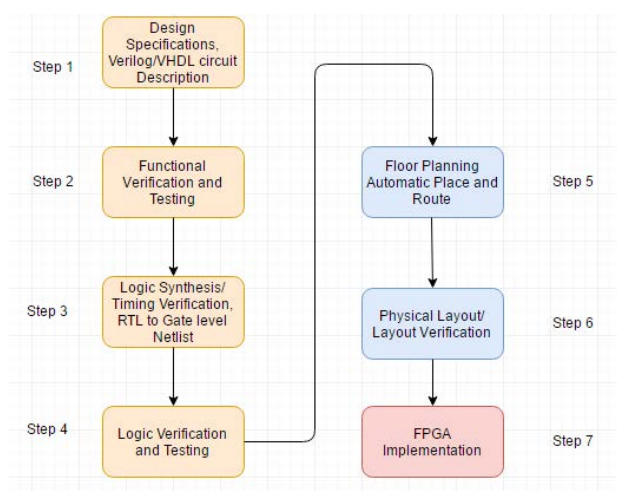 Step 1
Design
Specifications,
Verilog/VHDL circuit
Description
Step 2
Functional
Verification and
Testing
Step 3
Logic Synthesis/
Timing Verification,
RTL to Gate level
Netlist
Step 4
Logic Verification
and Testing
Floor Planning
Automatic Place and
Route
Step 5
Physical Layout/
Layout Verification
Step 6
FPGA
Implementation
Step 7